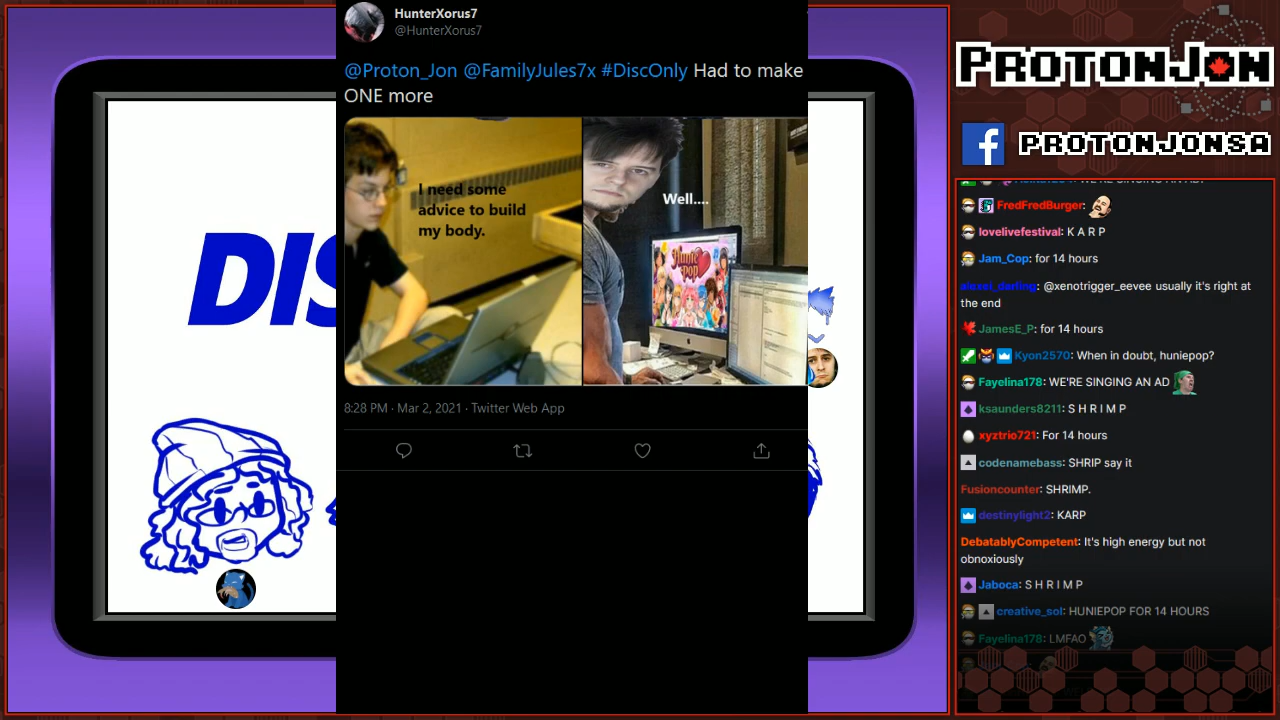 HunterXorus7
@HunterXorus7
@Proton_Jon @FamilyJules7x #DiscOnly Had to make
ONE more
I need some
advice to build
my body.
Well....
Hunie
pop
8:28 PM · Mar 2, 2021 · Twitter Web App
DIS
PROTONJON
f PROTONJONSA
FredFredBurger:
lovelivefestival: K A R P
Jam_Cop: for 14 hours
alexei_darling: @xenotrigger_eevee usually it's right at
the end
JamesE_P: for 14 hours
Kyon2570: When in doubt, huniepop?
Fayelina178: WE'RE SINGING AN AD
ksaunders8211: S H R I M P
xyztrio721: For 14 hours
codenamebass: SHRIP say it
Fusioncounter: SHRIMP.
destinylight2: KARP
DebatablyCompetent: It's high energy but not
obnoxiously
Jaboca: S H R I M P
creative_sol: HUNIEPOP FOR 14 HOURS
Fayelina178: LMFAO